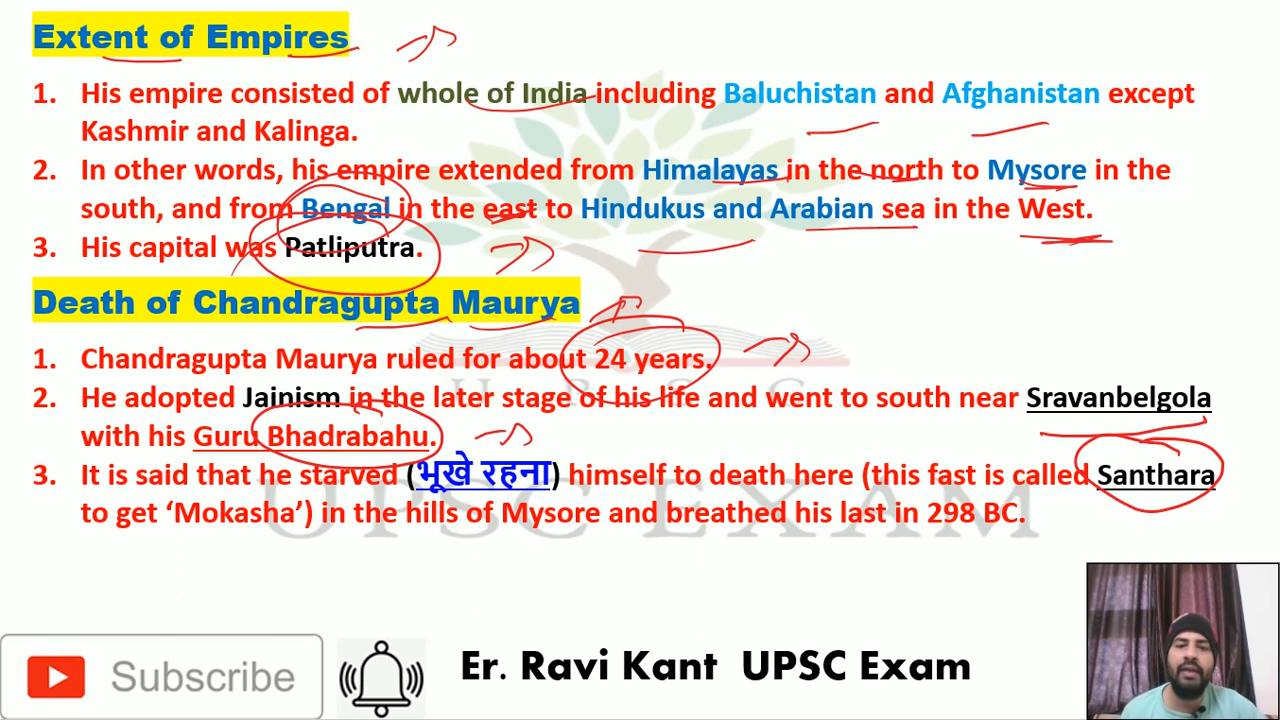 Extent of Empires
1. His empire consisted of whole of India including Baluchistan and Afghanistan except
Kashmir and Kalinga.
2. In other words, his empire extended from Himalayas in the north to Mysore in the
south, and from Bengal in the east to Hindukus and Arabian sea in the West.
3. His capital was Patliputra.
Death of Chandragupta Maurya
1. Chandragupta Maurya ruled for about 24 years.
2. He adopted Jainism in the later stage of his life and went to south near Sravanbelgola
with his Guru Bhadrabahu.
3. It is said that he starved (भूखे रहना) himself to death here (this fast is called Santhara
to get ‘Mokasha’) in the hills of Mysore and breathed his last in 298 BC.
UPSC
UPSC EXAM
Subscribe
Er. Ravi Kant UPSC Exam